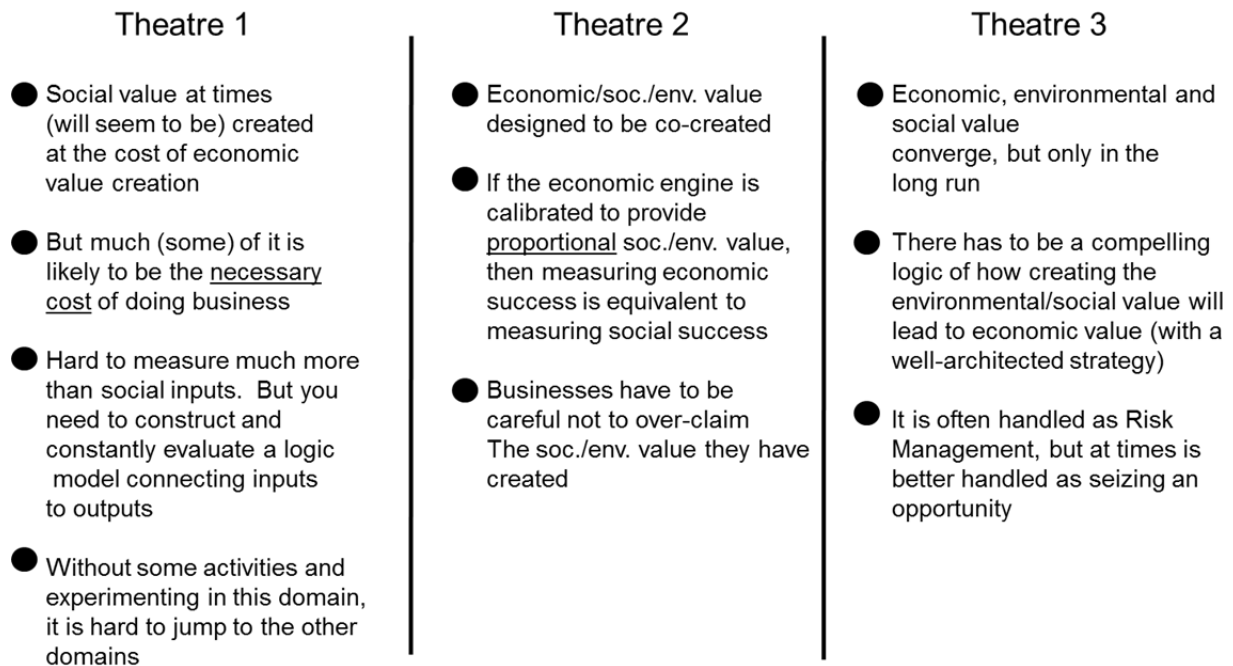 Theatre 1
Social value at times
(will seem to be) created
at the cost of economic
value creation
But much (some) of it is
likely to be the necessary
cost of doing business
Hard to measure much more
than social inputs. But you
need to construct and
constantly evaluate a logic
model connecting inputs
to outputs
Without some activities and
experimenting in this domain,
it is hard to jump to the other
domains
Theatre 2
Economic/soc./env. value
designed to be co-created
If the economic engine is
calibrated to provide
proportional soc./env. value,
then measuring economic
success is equivalent to
measuring social success
Businesses have to be
careful not to over-claim
The soc./env. value they have
created
Theatre 3
Economic, environmental and
social value
converge, but only in the
long run
There has to be a compelling
logic of how creating the
environmental/social value will
lead to economic value (with a
well-architected strategy)
It is often handled as Risk
Management, but at times is
better handled as seizing an
opportunity